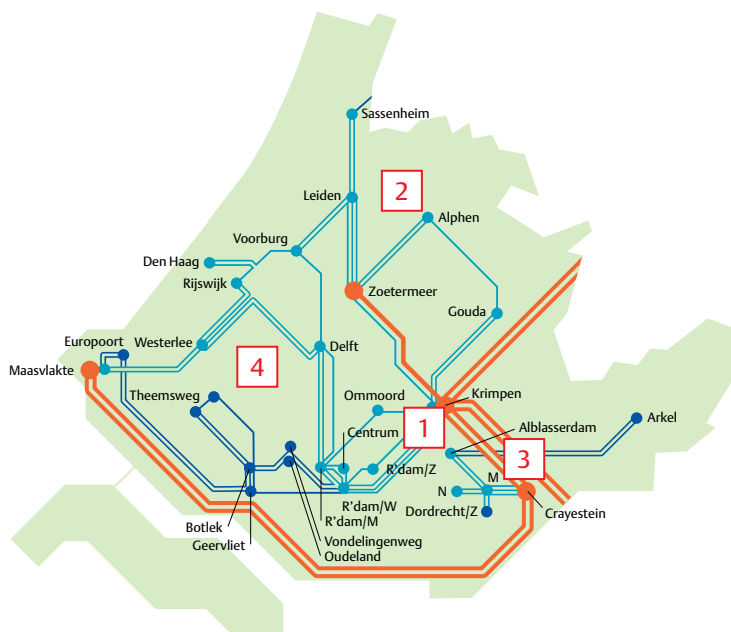 Sassenheim
2
Leiden
Alphen
Voorburg
Den Haag
Rijswijk
Zoetermeer
Gouda
Europoort
Westerlee
Delft
Maasvlakte
4
Theemsweg
Ommoord
Krimpen
Centrum
1
Alblasserdam
Arkel
3
R'dam/Z
M
N
R'dam/W
Dordrecht/Z
Crayestein
R'dam/M
Botlek
Vondelingenweg
Geervliet
Oudeland